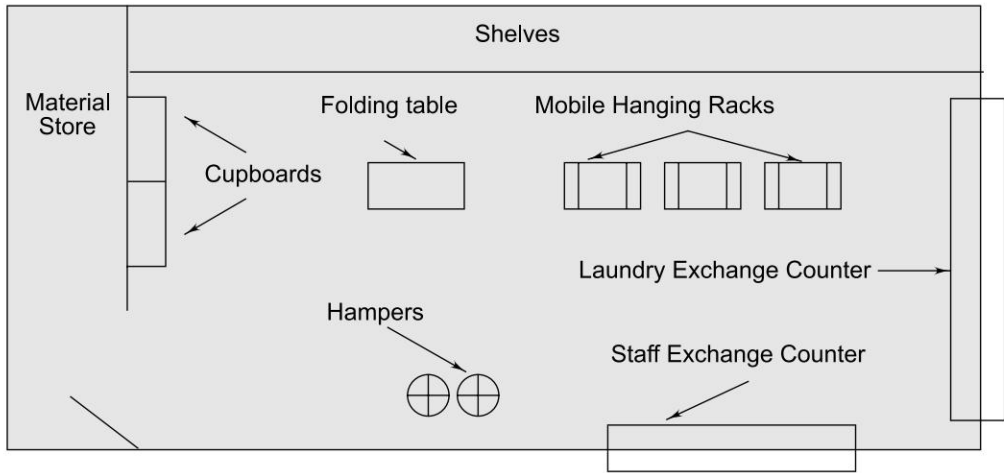 Shelves
Material
Store
Folding table
Mobile Hanging Racks
Cupboards
Laundry Exchange Counter
Hampers
Staff Exchange Counter